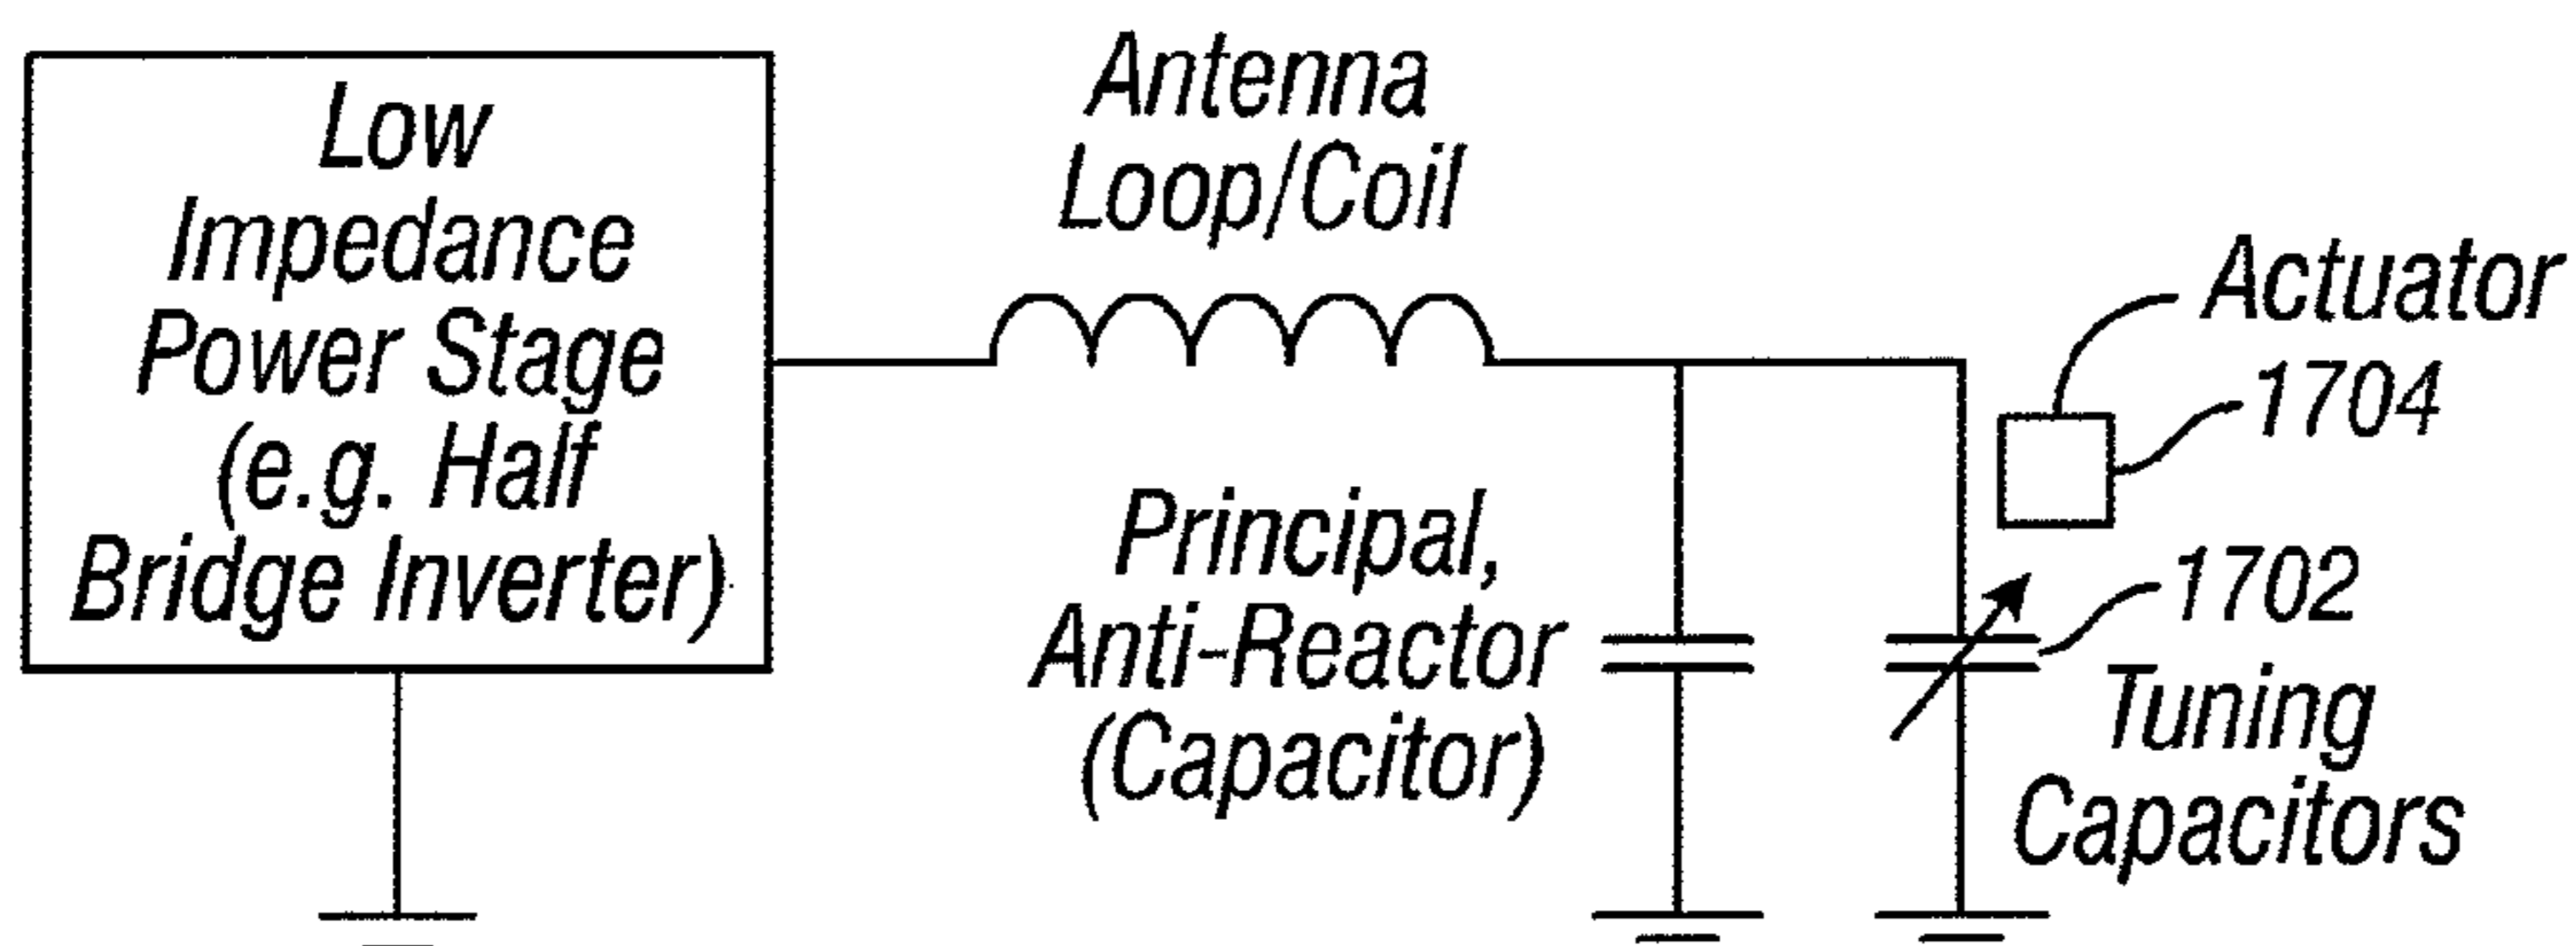 Low
Impedance
Power Stage
(e.g. Half
Bridge Inverter)
Antenna
Loop/Coil
Principal,
Anti-Reactor
(Capacitor)
Actuator
1704
1702
Tuning
Capacitors